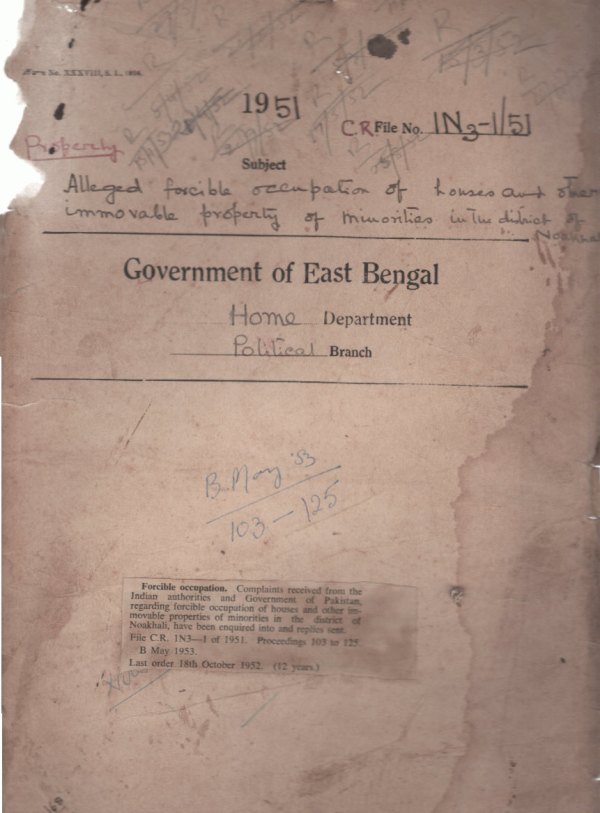 Form No. XXXVIII, S. I., 1898.
1951
C.R File No. 1N3-1/51
Property
Subject
Alleged forcible occupation of houses and other
immovable property of minorities in the district of
Noakhali
Government of East Bengal
Home Department
Political Branch
B. May '53
103 — 125
Forcible occupation. Complaints received from the
Indian authorities and Government of Pakistan,
regarding forcible occupation of houses and other im-
movable properties of minorities in the district of
Noakhali, have been enquired into and replies sent.
File C.R. 1N3—1 of 1951. Proceedings 103 to 125.
B May 1953.
Last order 18th October 1952. (12 years.)